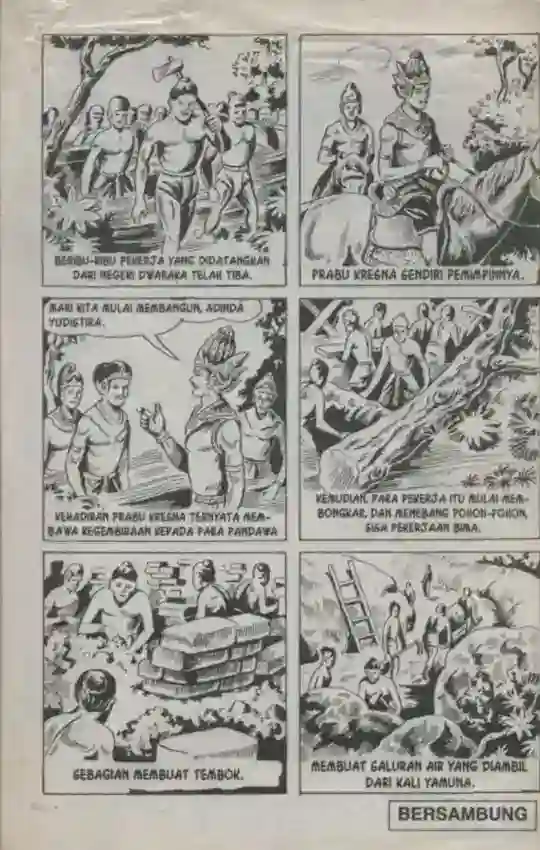 BERIBU-RIBU PEKERJA YANG DIDATANGKAN
DARI NEGERI DWARAKA TELAH TIBA.
PRABU KRESNA SENDIRI PEMIMPINNYA.
MARI KITA MULAI MEMBANGUN, ADINDA
YUDISTIRA.
KEHADIRAN PRABU KRESNA TERNYATA MEM-
BAWA KEGEMBIRAAN KEPADA PARA PANDAWA
KEMUDIAN, PARA PEKERJA ITU MULAI MEM-
BONGKAR, DAN MENEBANG POHON-POHON,
SISA PEKERJAAN BIMA.
SEBAGIAN MEMBUAT TEMBOK.
MEMBUAT SALURAN AIR YANG DIAMBIL
DARI KALI YAMUNA.
BERSAMBUNG